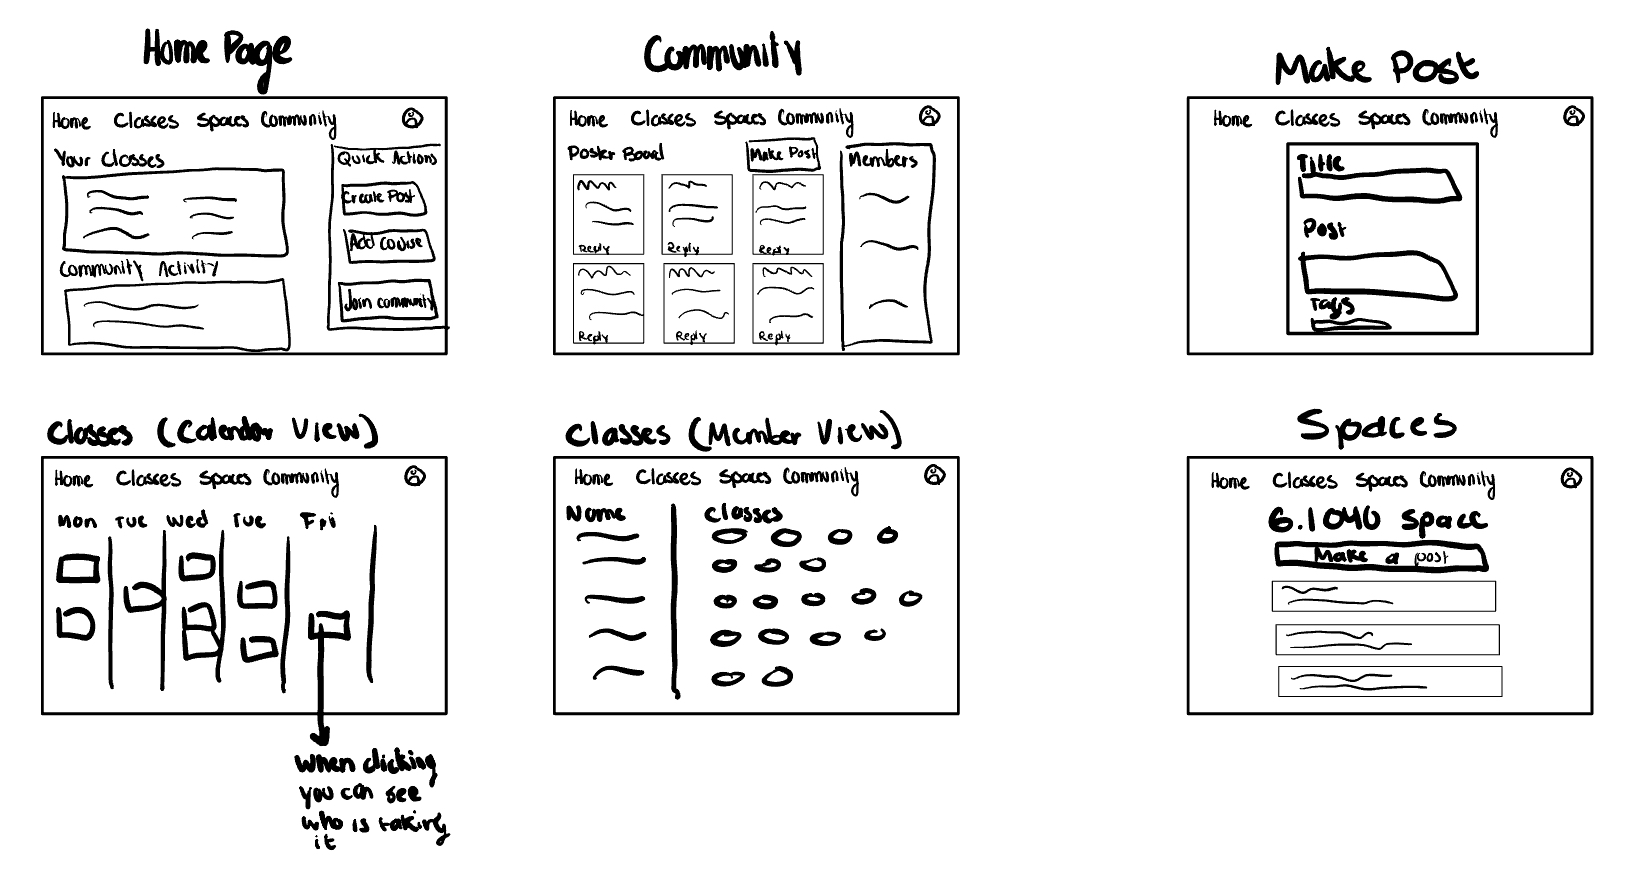 Home Page
Home Classes Spaces Community
Your Classes
Quick Actions
Create Post
Add Course
Community Activity
Join community
Community
Home Classes Spaces Community
Poster Board
Make Post
Members
Reply Reply Reply
Reply Reply Reply
Make Post
Home Classes Spaces Community
Title
Post
Tags
Classes (Calendar View)
Home Classes Spaces Community
Mon Tue Wed Tue Fri
When clicking
you can see
who is taking
it
Classes (Member View)
Home Classes Spaces Community
Name Classes
Spaces
Home Classes Spaces Community
6.1040 Space
Make a post